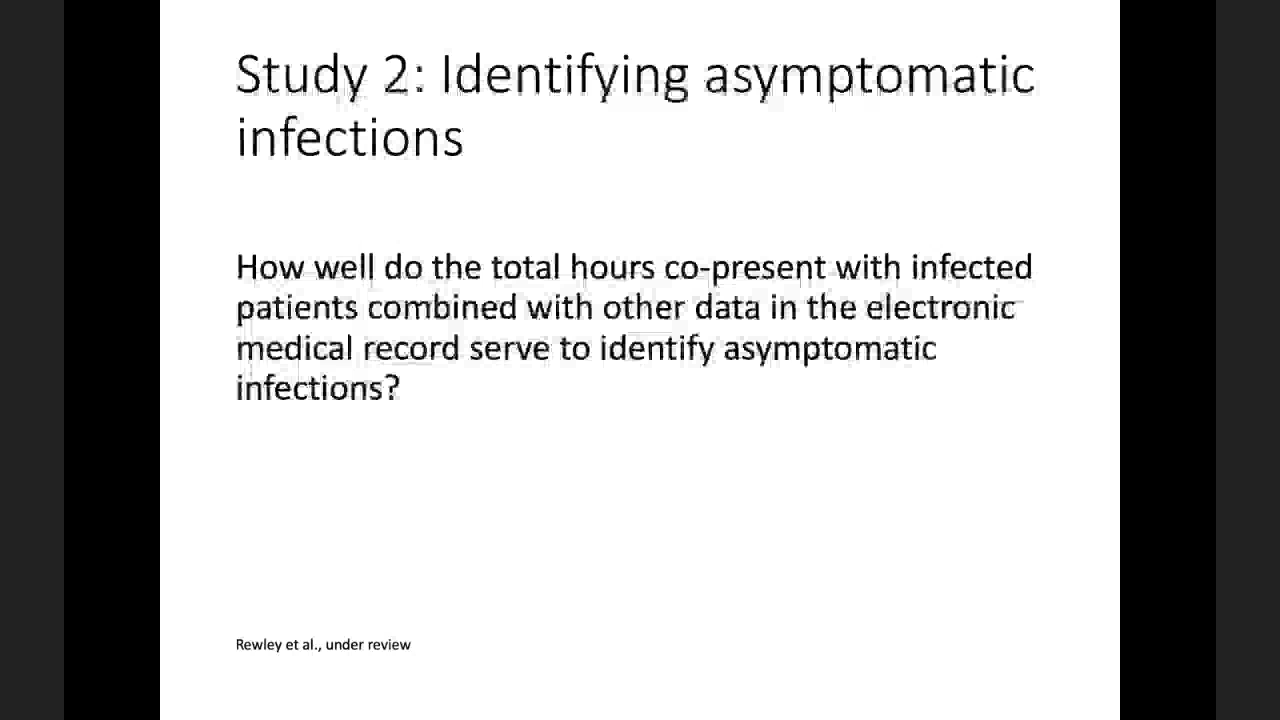 Study 2: Identifying asymptomatic
infections
How well do the total hours co-present with infected
patients combined with other data in the electronic
medical record serve to identify asymptomatic
infections?
Rewley et al., under review